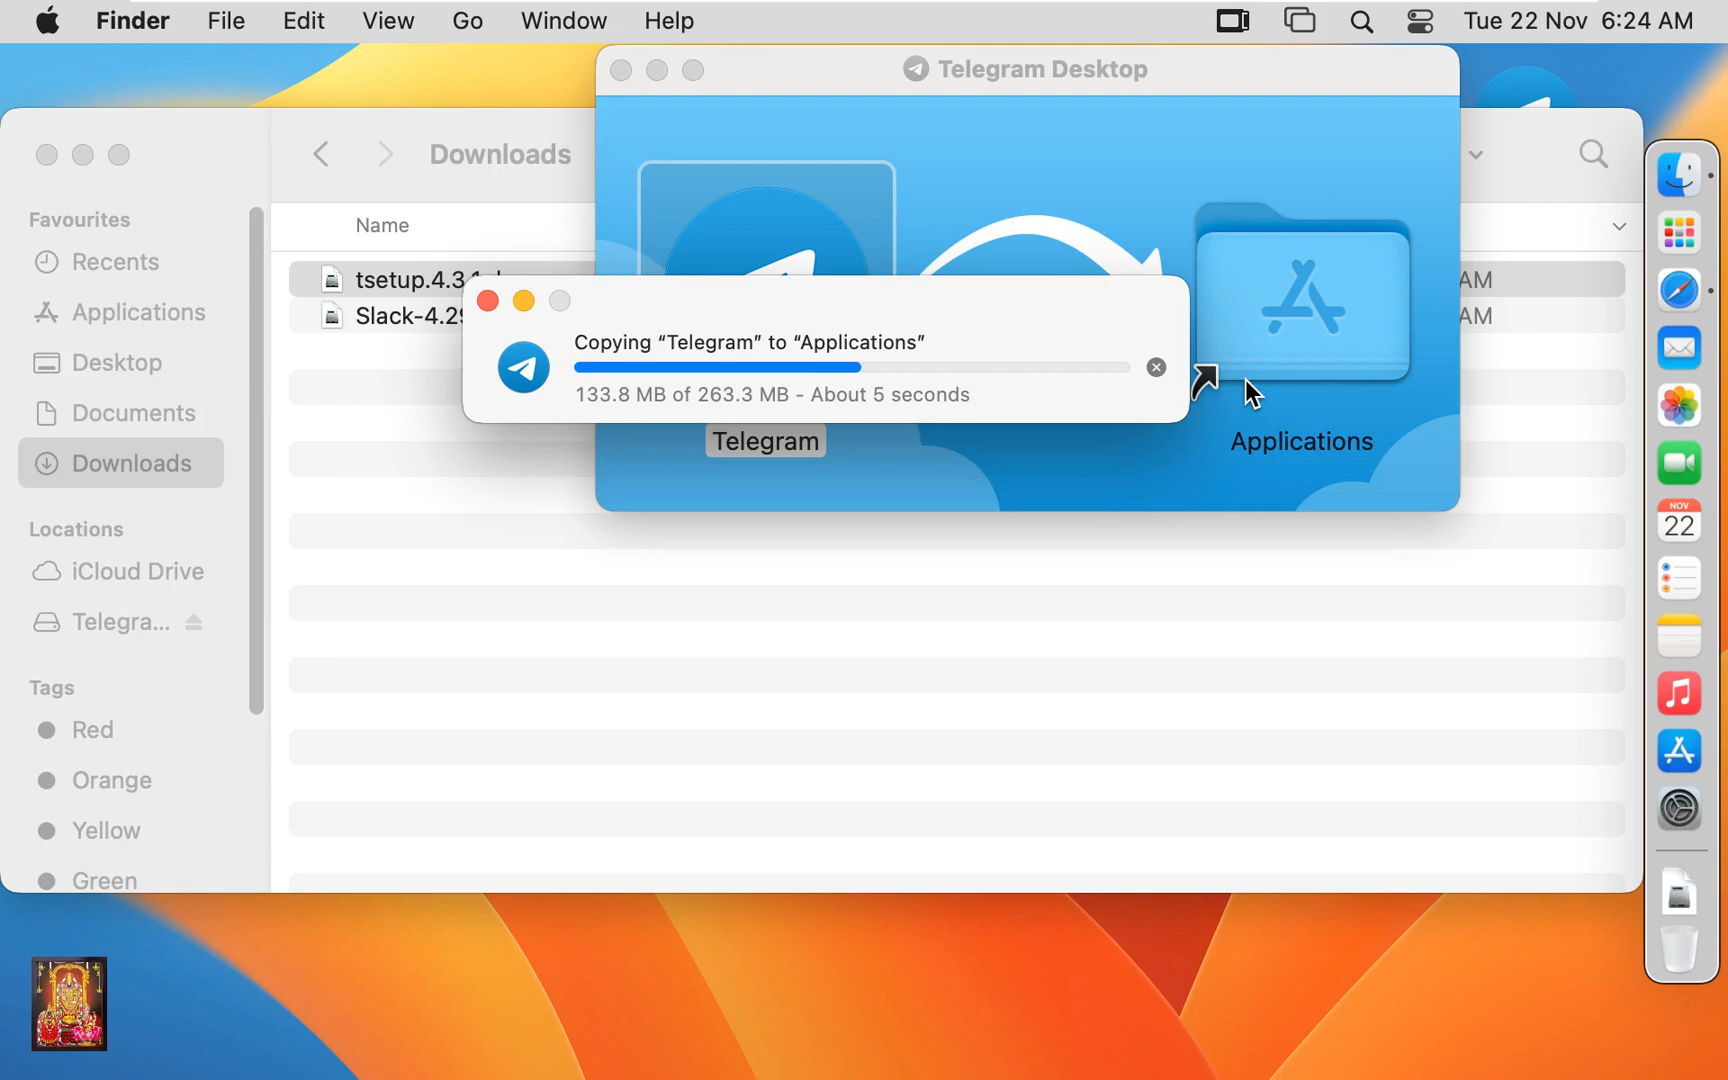 Finder File Edit View Go Window Help Tue 22 Nov 6:24 AM
Telegram Desktop
Downloads
Favourites
Recents
Applications
Desktop
Documents
Downloads
Locations
iCloud Drive
Telegra...
Tags
Red
Orange
Yellow
Green
Name
tsetup.4.3.1 AM
Slack-4.29 AM
Copying “Telegram” to “Applications”
133.8 MB of 263.3 MB - About 5 seconds
Telegram
Applications
NOV
22